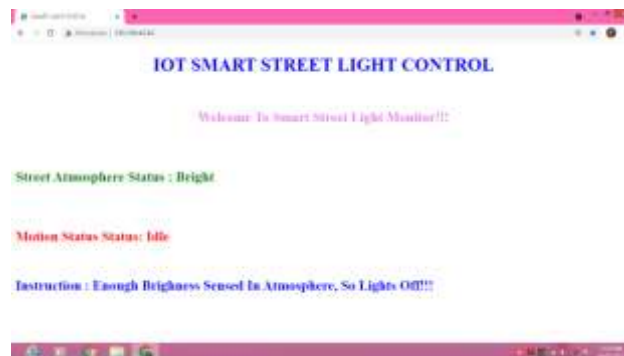 IOT SMART STREET LIGHT CONTROL
Welcome To Smart Street Light Monitor!!!
Street Atmosphere Status : Bright
Motion Status Status: Idle
Instruction : Enough Brighness Sensed In Atmosphere, So Lights Off!!!